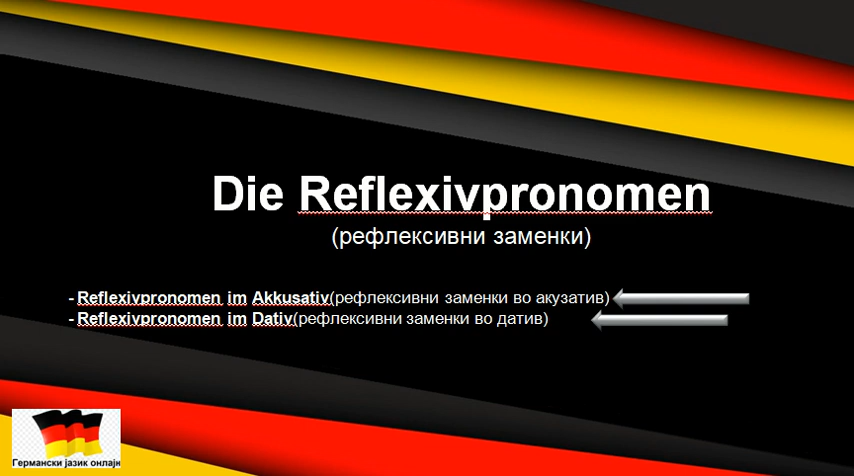 Die Reflexivpronomen
(рефлексивни заменки)
- Reflexivpronomen im Akkusativ(рефлексивни заменки во акузатив)
- Reflexivpronomen im Dativ(рефлексивни заменки во датив)
Германски јазик онлајн